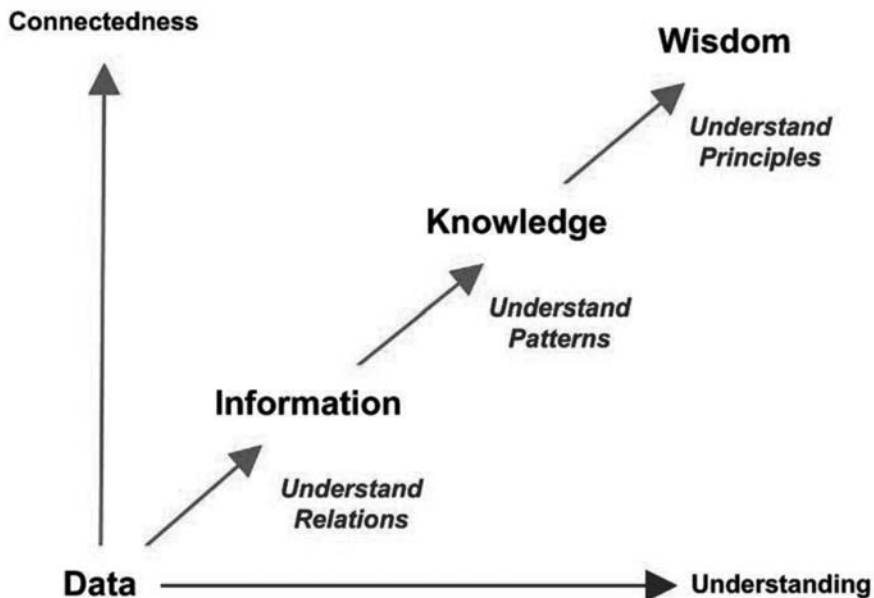 Connectedness
Wisdom
Understand
Principles
Knowledge
Understand
Patterns
Information
Understand
Relations
Data
Understanding